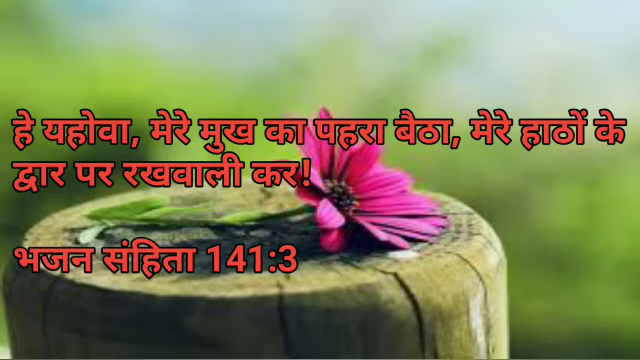 हे यहोवा, मेरे मुख का पहरा बैठा, मेरे हाठों के
द्वार पर रखवाली कर!
भजन संहिता 141:3